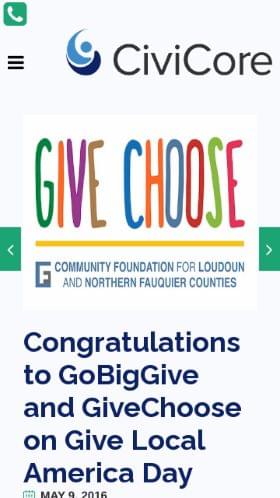 CiviCore
GIVE CHOOSE
COMMUNITY FOUNDATION FOR LOUDOUN
AND NORTHERN FAUQUIER COUNTIES
Congratulations
to GoBigGive
and GiveChoose
on Give Local
America Day
MAY 9, 2016